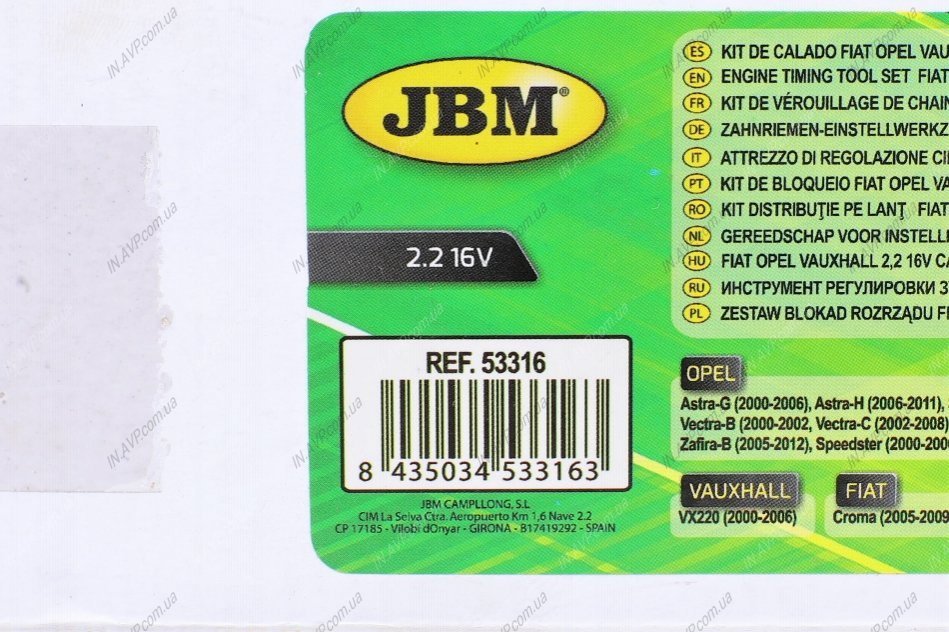 JBM®
2.2 16V
REF. 53316
8 435034 533163
JBM CAMPLLONG, S.L
CIM La Selva Ctra. Aeropuerto Km 1,6 Nave 2.2
CP 17185 - Vilobí dOnyar - GIRONA - B17419292 - SPAIN
ES KIT DE CALADO FIAT OPEL VAU
EN ENGINE TIMING TOOL SET FIAT
FR KIT DE VÉROUILLAGE DE CHAIN
DE ZAHNRIEMEN-EINSTELLWERKZ
IT ATTREZZO DI REGOLAZIONE
PT KIT DE BLOQUEIO FIAT OPEL VA
RO KIT DISTRIBUŢIE PE LANŢ FIAT
NL GEREEDSCHAP VOOR INSTELL
HU FIAT OPEL VAUXHALL 2,2 16V CA
RU ИНСТРУМЕНТ РЕГУЛИРОВКИ
PL ZESTAW BLOKAD ROZRZĄDU F
OPEL
Astra-G (2000-2006), Astra-H (2006-2011),
Vectra-B (2000-2002, Vectra-C (2002-2008)
Zafira-B (2005-2012), Speedster (2000-200
VAUXHALL
VX220 (2000-2006)
FIAT
Croma (2005-2009
IN.AVP.com.ua